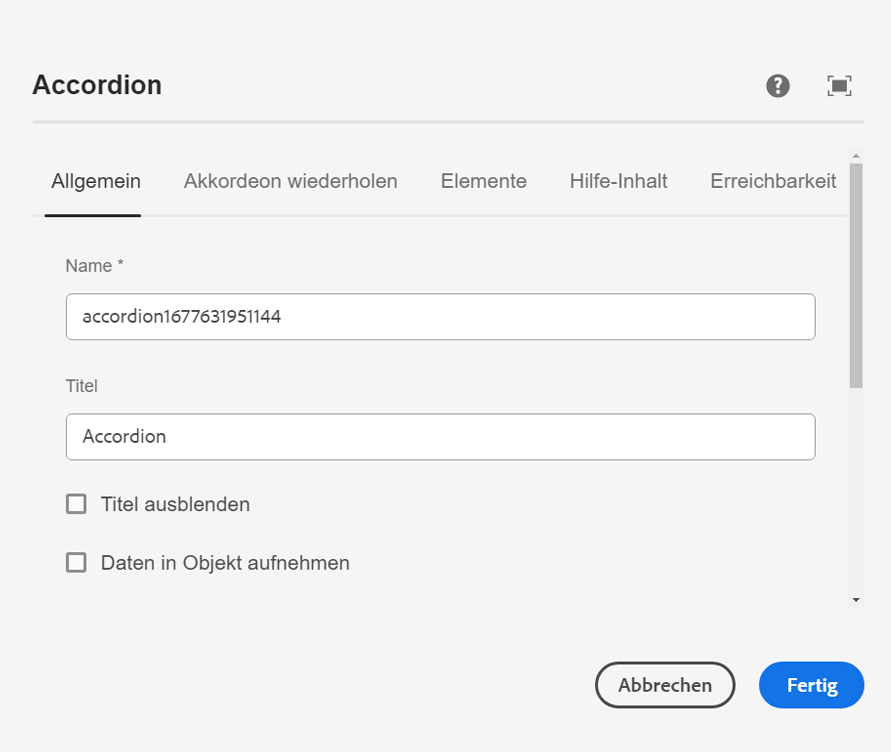 Accordion
Allgemein Akkordeon wiederholen Elemente Hilfe-Inhalt Erreichbarkeit
Name *
accordion1677631951144
Titel
Accordion
Titel ausblenden
Daten in Objekt aufnehmen
Abbrechen Fertig